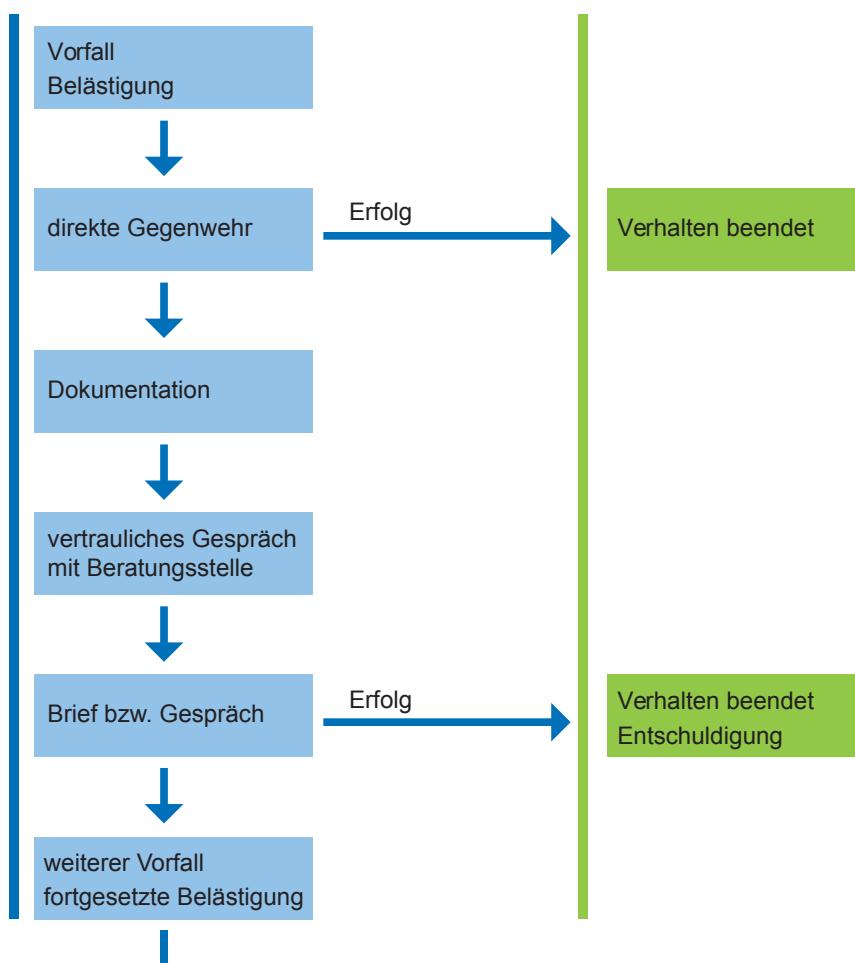 Vorfall
Belästigung
direkte Gegenwehr
Erfolg
Verhalten beendet
Dokumentation
vertrauliches Gespräch
mit Beratungsstelle
Brief bzw. Gespräch
Erfolg
Verhalten beendet
Entschuldigung
weiterer Vorfall
fortgesetzte Belästigung